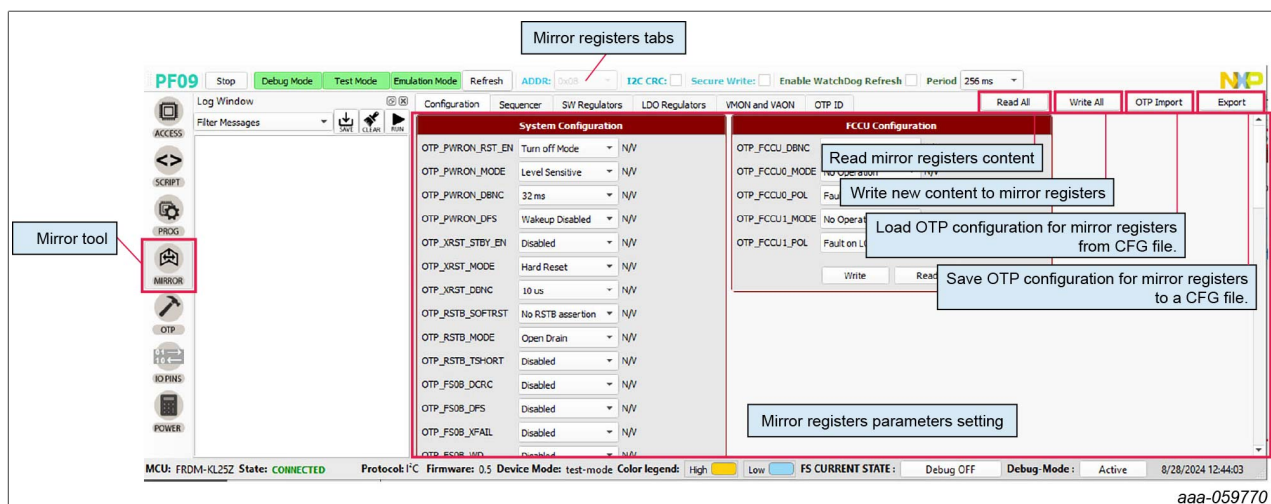 Mirror registers tabs
PF09 Stop Debug Mode Test Mode Emulation Mode Refresh ADDR: 0x08 I2C CRC: Secure Write: Enable WatchDog Refresh Period 256 ms NXP
Log Window Configuration Sequencer SW Regulators LDO Regulators VMON and VAON OTP ID Read All Write All OTP Import Export
Filter Messages SAVE CLEAR RUN
ACCESS
SCRIPT
PROG
Mirror tool
MIRROR
OTP
IO PINS
POWER
System Configuration
OTP_PWRON_RST_EN Turn off Mode N/V
OTP_PWRON_MODE Level Sensitive N/V
OTP_PWRON_DBNC 32 ms N/V
OTP_PWRON_DFS Wakeup Disabled N/V
OTP_XRST_STBY_EN Disabled N/V
OTP_XRST_MODE Hard Reset N/V
OTP_XRST_DBNC 10 us N/V
OTP_RSTB_SOFTRST No RSTB assertion N/V
OTP_RSTB_MODE Open Drain N/V
OTP_RSTB_TSHORT Disabled N/V
OTP_FS0B_DCRC Disabled N/V
OTP_FS0B_DFS Disabled N/V
OTP_FS0B_XFAIL Disabled N/V
OTP_FS0B_WD Disabled N/V
FCCU Configuration
OTP_FCCU_DBNC
OTP_FCCU0_MODE No Operation N/V
OTP_FCCU0_POL
OTP_FCCU1_MODE
OTP_FCCU1_POL
Write Read
Read mirror registers content
Write new content to mirror registers
Load OTP configuration for mirror registers
from CFG file.
Save OTP configuration for mirror registers
to a CFG file.
Mirror registers parameters setting
MCU: FRDM-KL25Z State: CONNECTED Protocol: I²C Firmware: 0.5 Device Mode: test-mode Color legend: High Low FS CURRENT STATE : Debug OFF Debug-Mode : Active 8/28/2024 12:44:03
aaa-059770